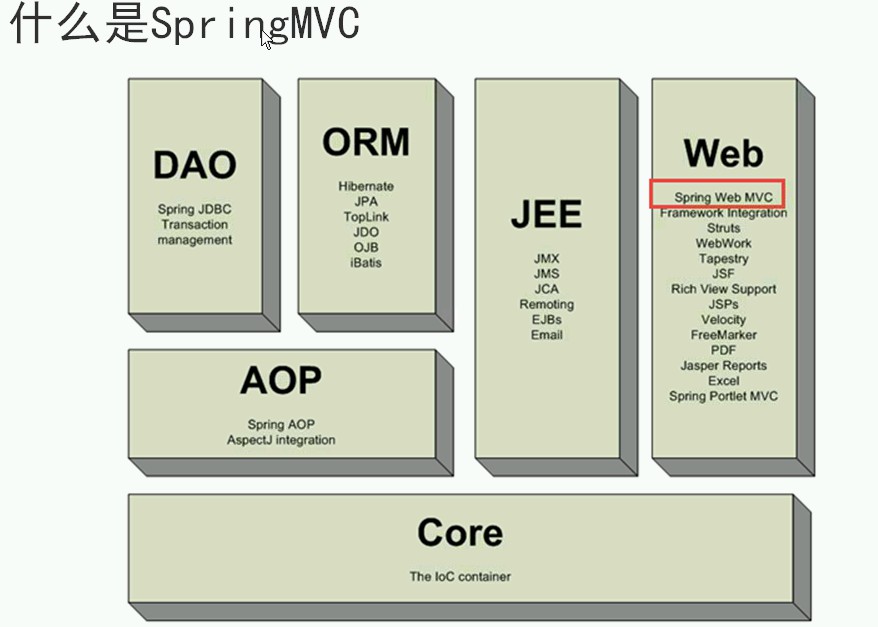 什么是SpringMVC
DAO
Spring JDBC
Transaction
management
ORM
Hibernate
JPA
TopLink
JDO
OJB
iBatis
JEE
JMX
JMS
JCA
Remoting
EJBs
Email
Web
Spring Web MVC
Framework Integration
Struts
WebWork
Tapestry
JSF
Rich View Support
JSPs
Velocity
FreeMarker
PDF
Jasper Reports
Excel
Spring Portlet MVC
AOP
Spring AOP
AspectJ integration
Core
The IoC container